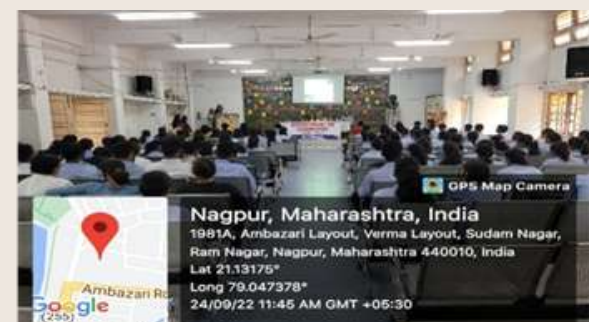 GPS Map Camera
Nagpur, Maharashtra, India
1981A, Ambazari Layout, Verma Layout, Sudam Nagar,
Ram Nagar, Nagpur, Maharashtra 440010, India
Lat 21.13175°
Long 79.047378°
24/09/22 11:45 AM GMT +05:30
Ambazari Ro
Google
(255)